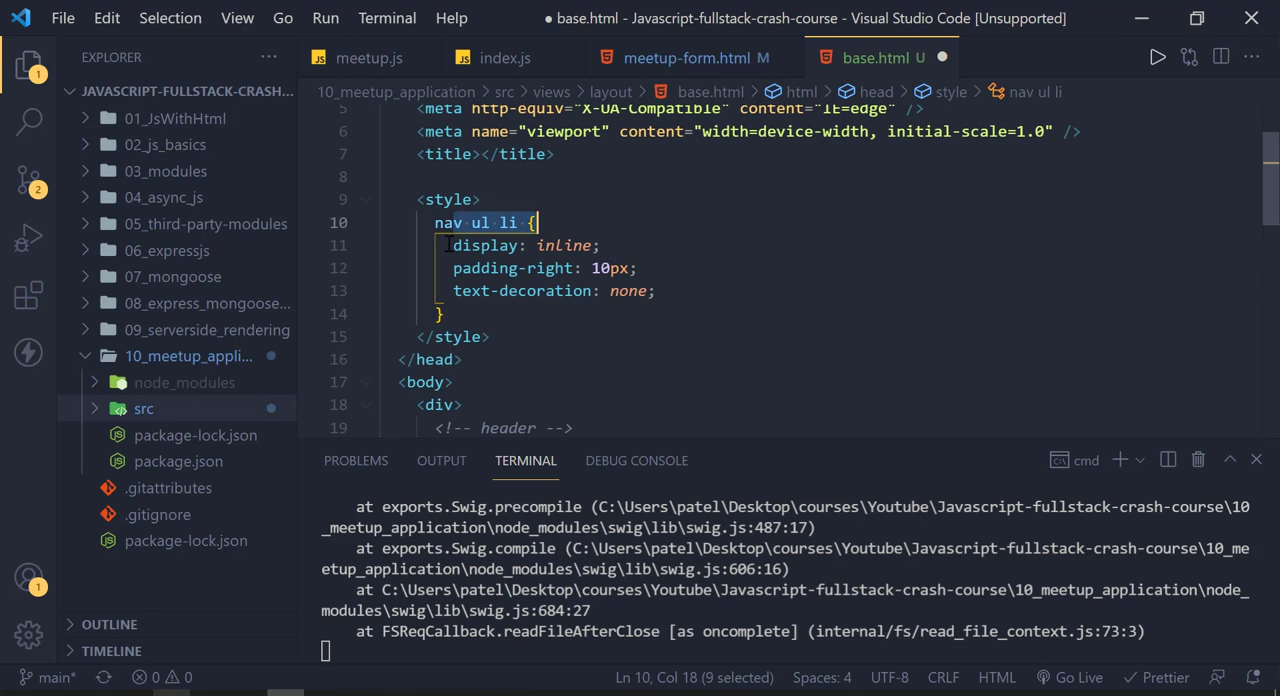 File Edit Selection View Go Run Terminal Help ● base.html - Javascript-fullstack-crash-course - Visual Studio Code [Unsupported]
EXPLORER ···
JS meetup.js JS index.js meetup-form.html M base.html U ●
10_meetup_application > src > views > layout > base.html > html > head > style > nav ul li
JAVASCRIPT-FULLSTACK-CRASH...
01_JsWithHtml
02_js_basics
03_modules
04_async_js
05_third-party-modules
06_expressjs
07_mongoose
08_express_mongoose...
09_serverside_rendering
10_meetup_appli...
node_modules
src
package-lock.json
package.json
.gitattributes
.gitignore
package-lock.json
OUTLINE
TIMELINE
1
2
1
5 <meta http-equiv="X-UA-Compatible" content="IE=edge" />
6 <meta name="viewport" content="width=device-width, initial-scale=1.0" />
7 <title></title>
8
9 <style>
10 nav ul li {
11 display: inline;
12 padding-right: 10px;
13 text-decoration: none;
14 }
15 </style>
16 </head>
17 <body>
18 <div>
19 <!-- header -->
PROBLEMS OUTPUT TERMINAL DEBUG CONSOLE cmd
at exports.Swig.precompile (C:\Users\patel\Desktop\courses\Youtube\Javascript-fullstack-crash-course\10
_meetup_application\node_modules\swig\lib\swig.js:487:17)
at exports.Swig.compile (C:\Users\patel\Desktop\courses\Youtube\Javascript-fullstack-crash-course\10_me
etup_application\node_modules\swig\lib\swig.js:606:16)
at C:\Users\patel\Desktop\courses\Youtube\Javascript-fullstack-crash-course\10_meetup_application\node_
modules\swig\lib\swig.js:684:27
at FSReqCallback.readFileAfterClose [as oncomplete] (internal/fs/read_file_context.js:73:3)
main* 0 0 Ln 10, Col 18 (9 selected) Spaces: 4 UTF-8 CRLF HTML Go Live Prettier